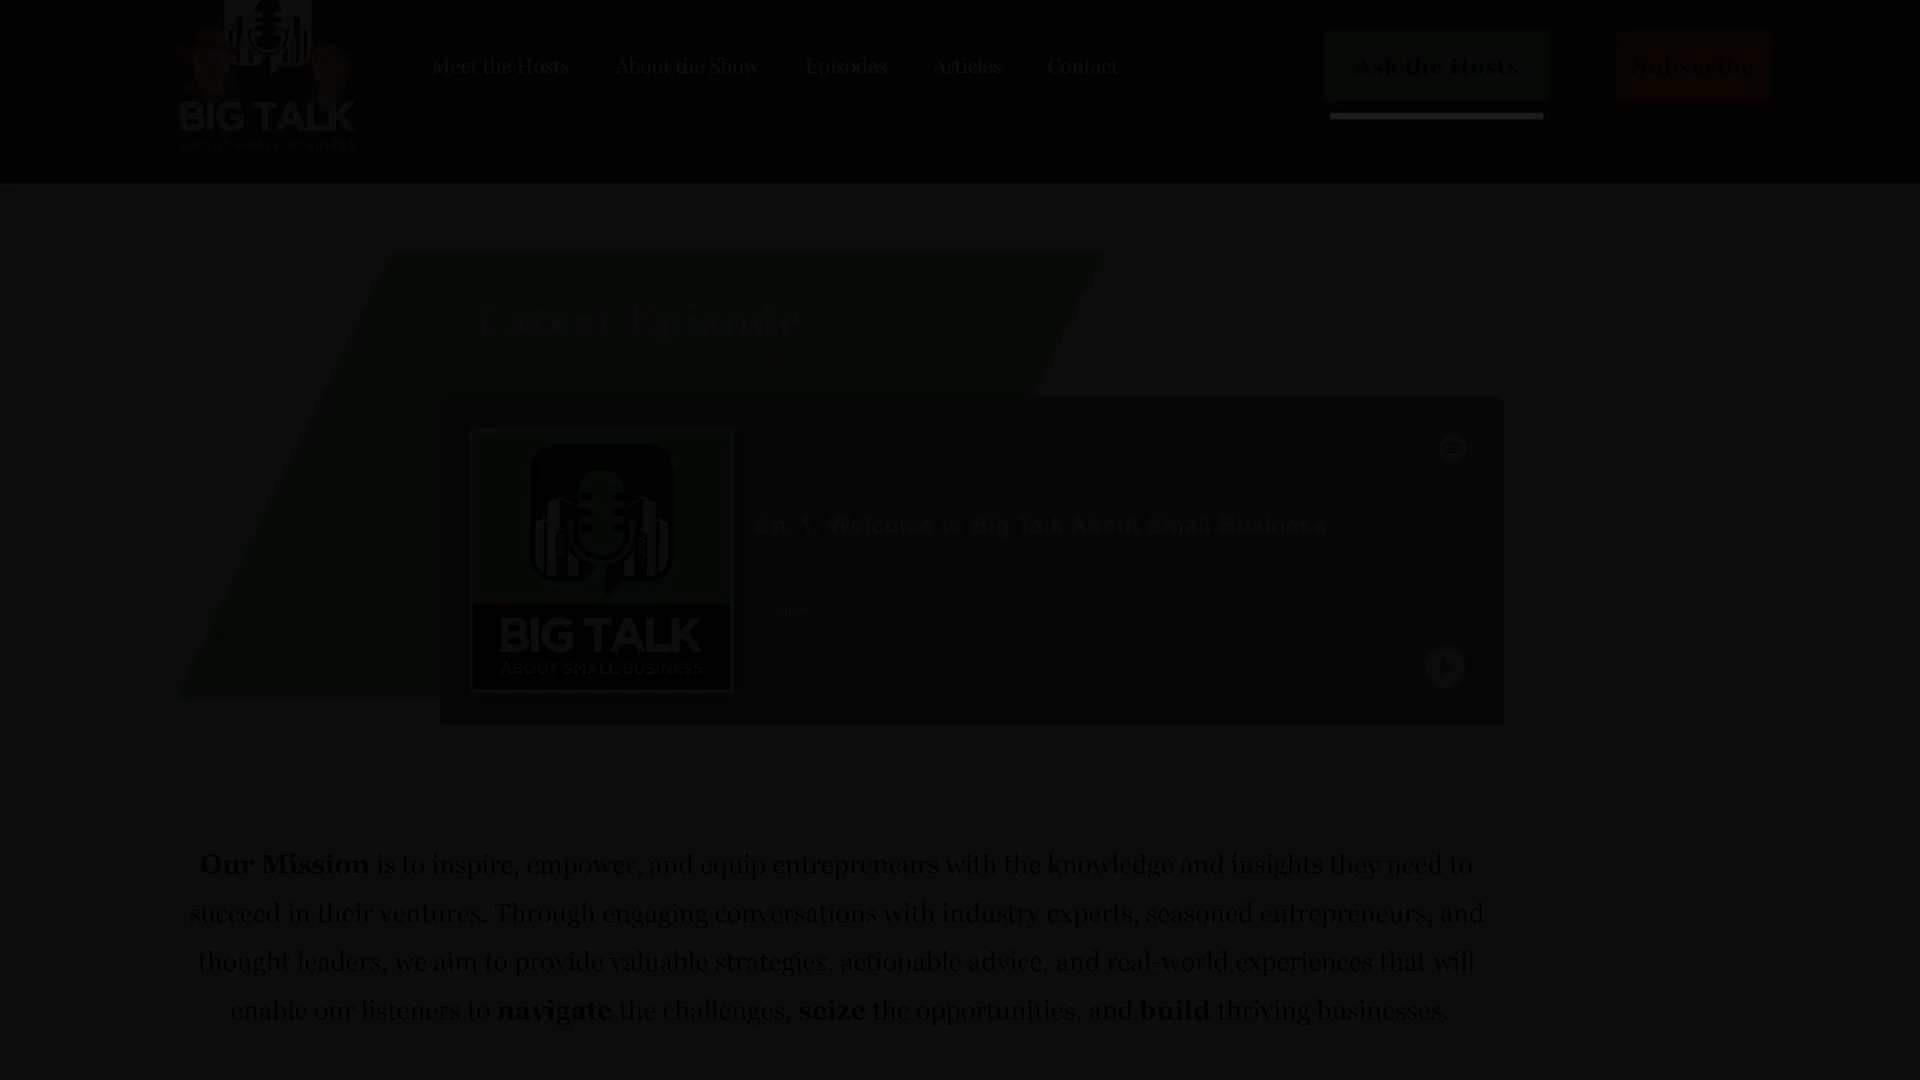 BIG TALK
ABOUT SMALL BUSINESS
Meet the Hosts
About the Show
Episodes
Articles
Contact
Ask the Hosts
Subscribe
Latest Episode
Ep. 1: Welcome to Big Talk About Small Business
BIG TALK
ABOUT SMALL BUSINESS
Our Mission is to inspire, empower, and equip entrepreneurs with the knowledge and insights they need to
succeed in their ventures. Through engaging conversations with industry experts, seasoned entrepreneurs, and
thought leaders, we aim to provide valuable strategies, actionable advice, and real-world experiences that will
enable our listeners to navigate the challenges, seize the opportunities, and build thriving businesses.